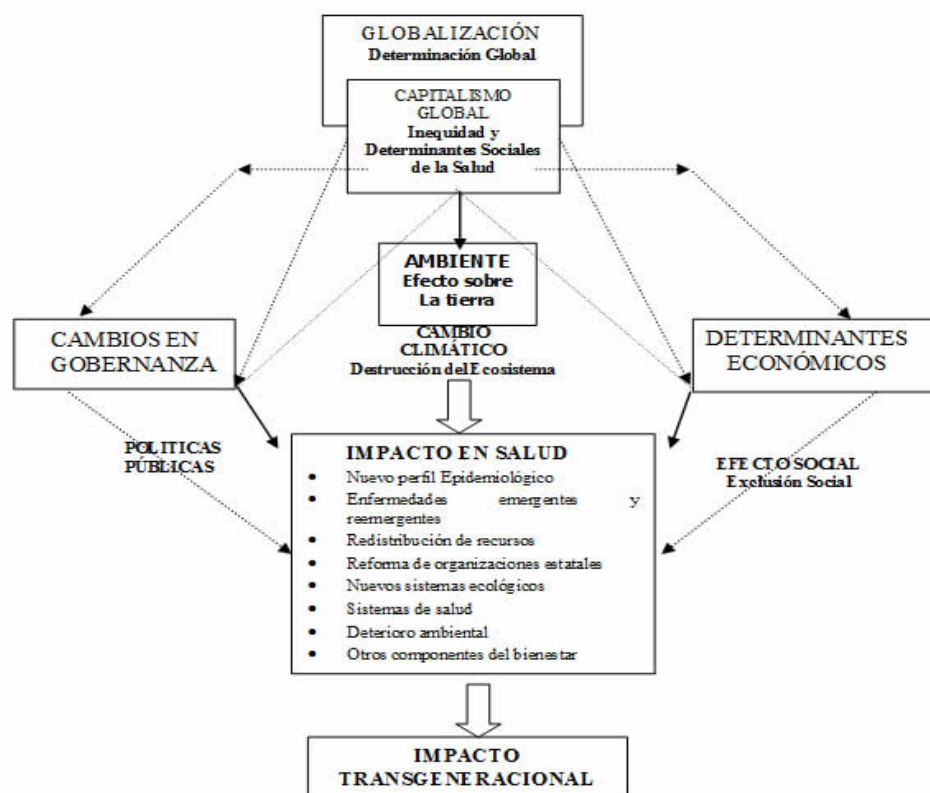 GLOBALIZACIÓN
Determinación Global
CAPITALISMO
GLOBAL
Inequidad y
Determinantes Sociales
de la Salud
AMBIENTE
Efecto sobre
La tierra
CAMBIO
CLIMÁTICO
Destrucción del Ecosistema
CAMBIOS EN
GOBERNANZA
DETERMINANTES
ECONÓMICOS
POLITICAS
PÚBLICAS
EFECTO SOCIAL
Exclusión Social
IMPACTO EN SALUD
• Nuevo perfil Epidemiológico
• Enfermedades emergentes y
reemergentes
• Redistribución de recursos
• Reforma de organizaciones estatales
• Nuevos sistemas ecológicos
• Sistemas de salud
• Deterioro ambiental
• Otros componentes del bienestar
IMPACTO
TRANSGENERACIONAL